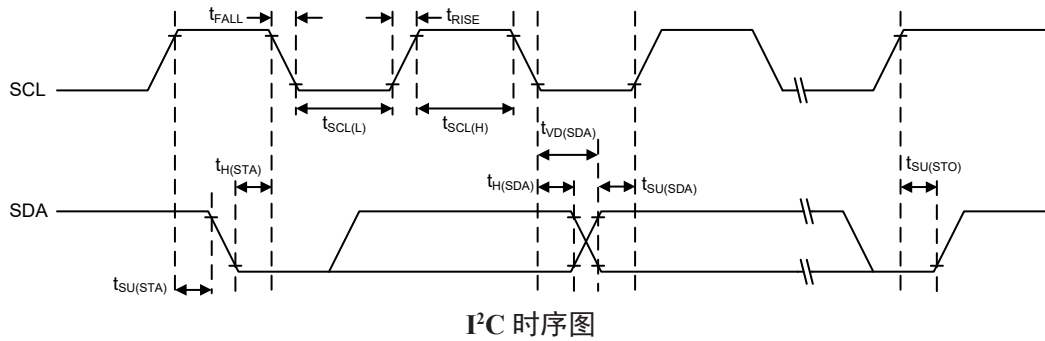 tFALL
tRISE
SCL
tSCL(L)
tSCL(H)
tVD(SDA)
tH(STA)
tH(SDA)
tSU(SDA)
tSU(STO)
SDA
tSU(STA)
I²C 时序图